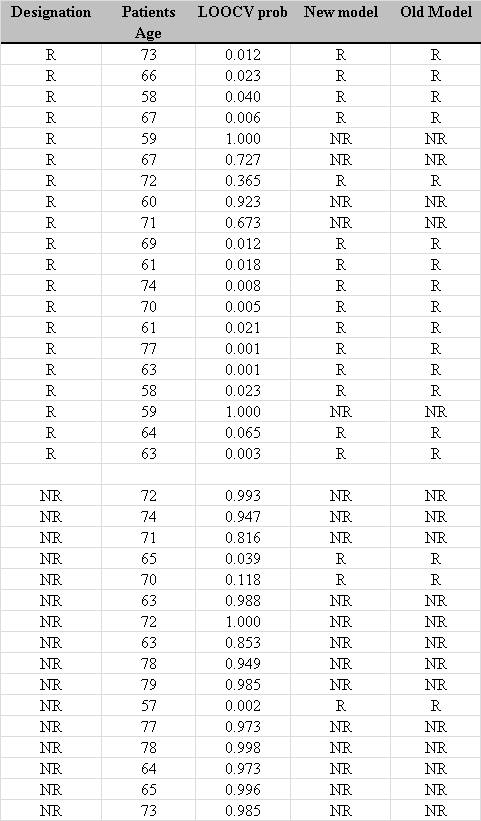 Designation Patients Age LOOCV prob New model Old Model
R 73 0.012 R R
R 66 0.023 R R
R 58 0.040 R R
R 67 0.006 R R
R 59 1.000 NR NR
R 67 0.727 NR NR
R 72 0.365 R R
R 60 0.923 NR NR
R 71 0.673 NR NR
R 69 0.012 R R
R 61 0.018 R R
R 74 0.008 R R
R 70 0.005 R R
R 61 0.021 R R
R 77 0.001 R R
R 63 0.001 R R
R 58 0.023 R R
R 59 1.000 NR NR
R 64 0.065 R R
R 63 0.003 R R
NR 72 0.993 NR NR
NR 74 0.947 NR NR
NR 71 0.816 NR NR
NR 65 0.039 R R
NR 70 0.118 R R
NR 63 0.988 NR NR
NR 72 1.000 NR NR
NR 63 0.853 NR NR
NR 78 0.949 NR NR
NR 79 0.985 NR NR
NR 57 0.002 R R
NR 77 0.973 NR NR
NR 78 0.998 NR NR
NR 64 0.973 NR NR
NR 65 0.996 NR NR
NR 73 0.985 NR NR